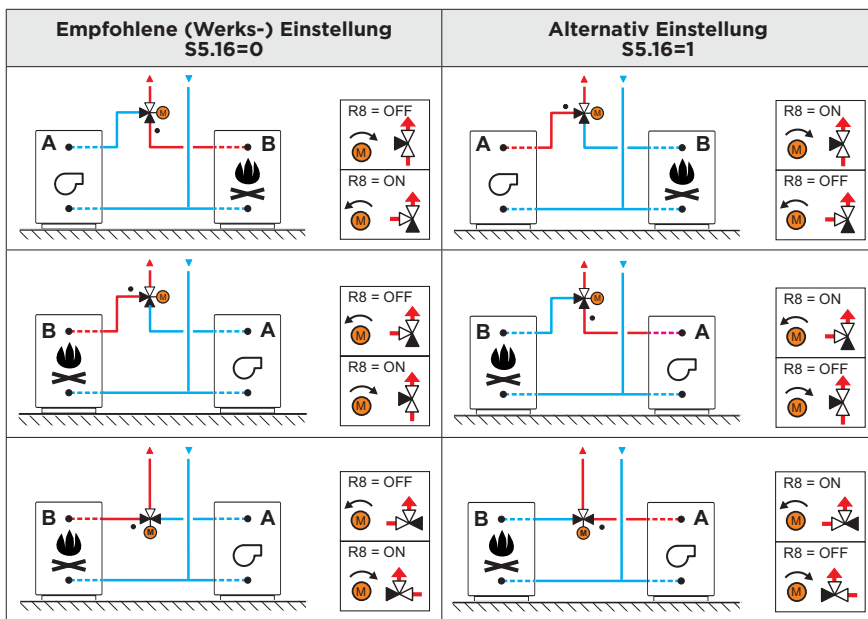 Empfohlene (Werks-) Einstellung
S5.16=0
Alternativ Einstellung
S5.16=1
M
A
B
R8 = OFF
M
R8 = ON
M
M
A
B
R8 = ON
M
R8 = OFF
M
M
B
A
R8 = OFF
M
R8 = ON
M
M
B
A
R8 = ON
M
R8 = OFF
M
B
A
M
R8 = OFF
M
R8 = ON
M
B
A
M
R8 = ON
M
R8 = OFF
M